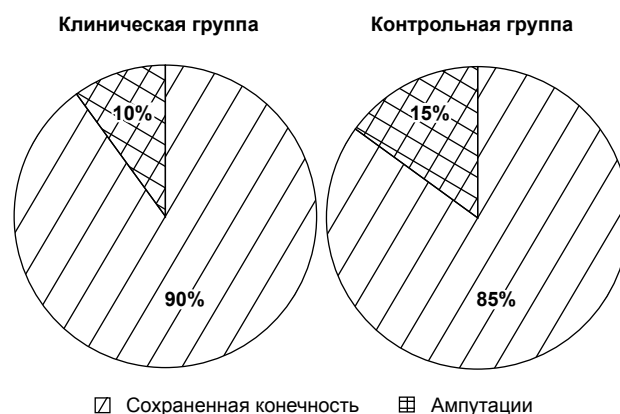 Клиническая группа
Контрольная группа
10%
15%
90%
85%
Сохраненная конечность
Ампутации